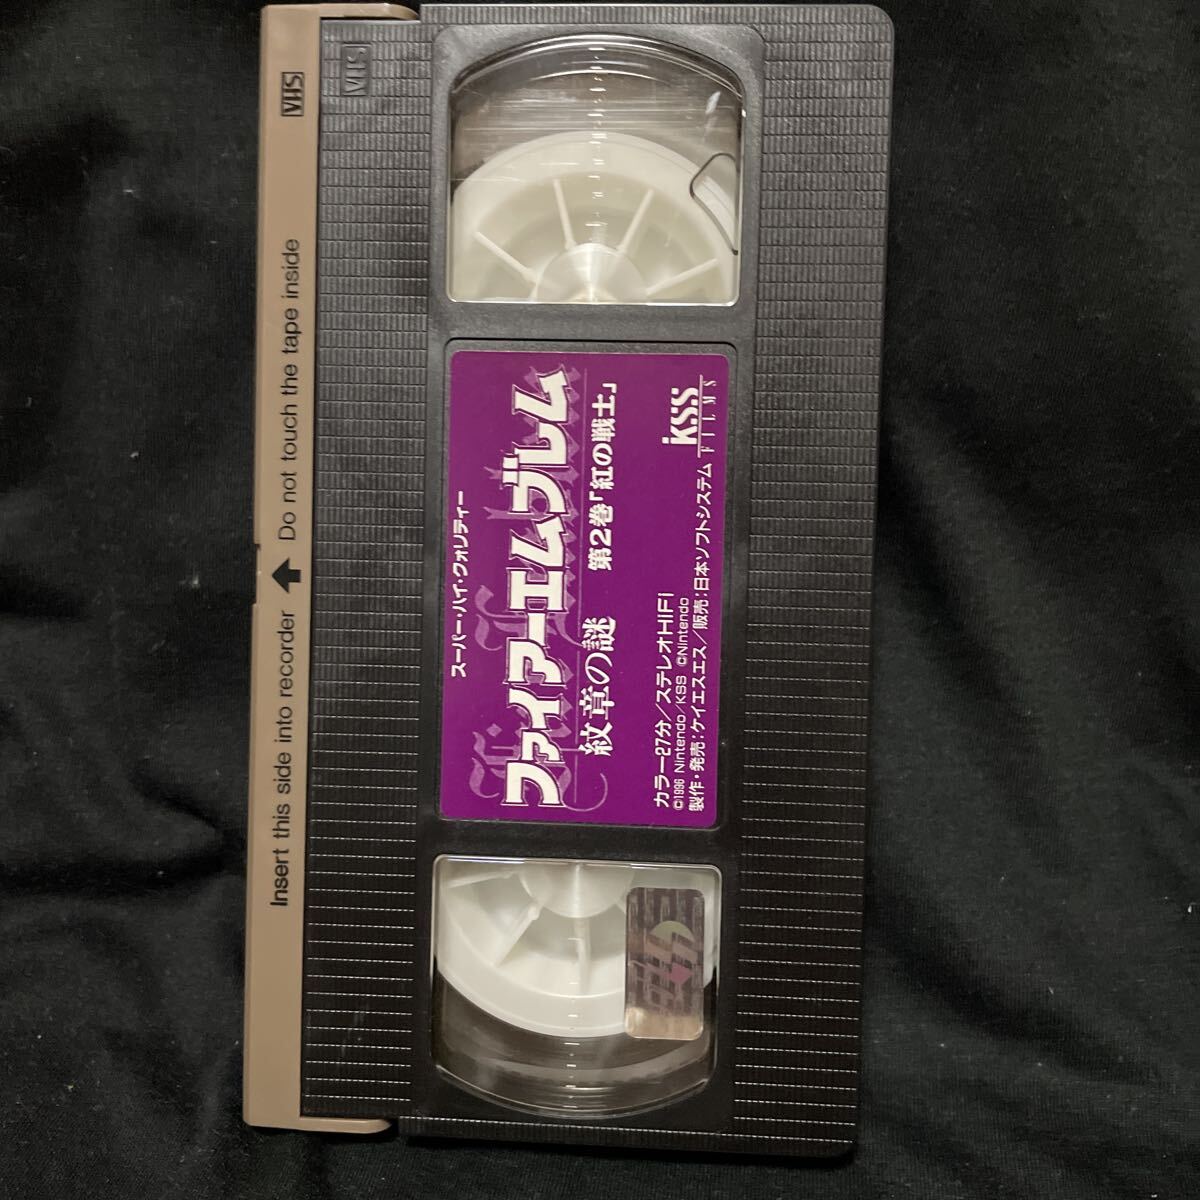 VHS
VHS
Insert this side into recorder ⬆ Do not touch the tape inside
スーパー・ハイ・クォリティー
ファイアーエムブレム
紋章の謎 第2巻「紅の戦士」
カラー27分/ステレオHiFi
©1996 Nintendo/KSS ©Nintendo
製作・発売:ケイエスエス/販売:日本ソフトシステム
KSS
FILMS